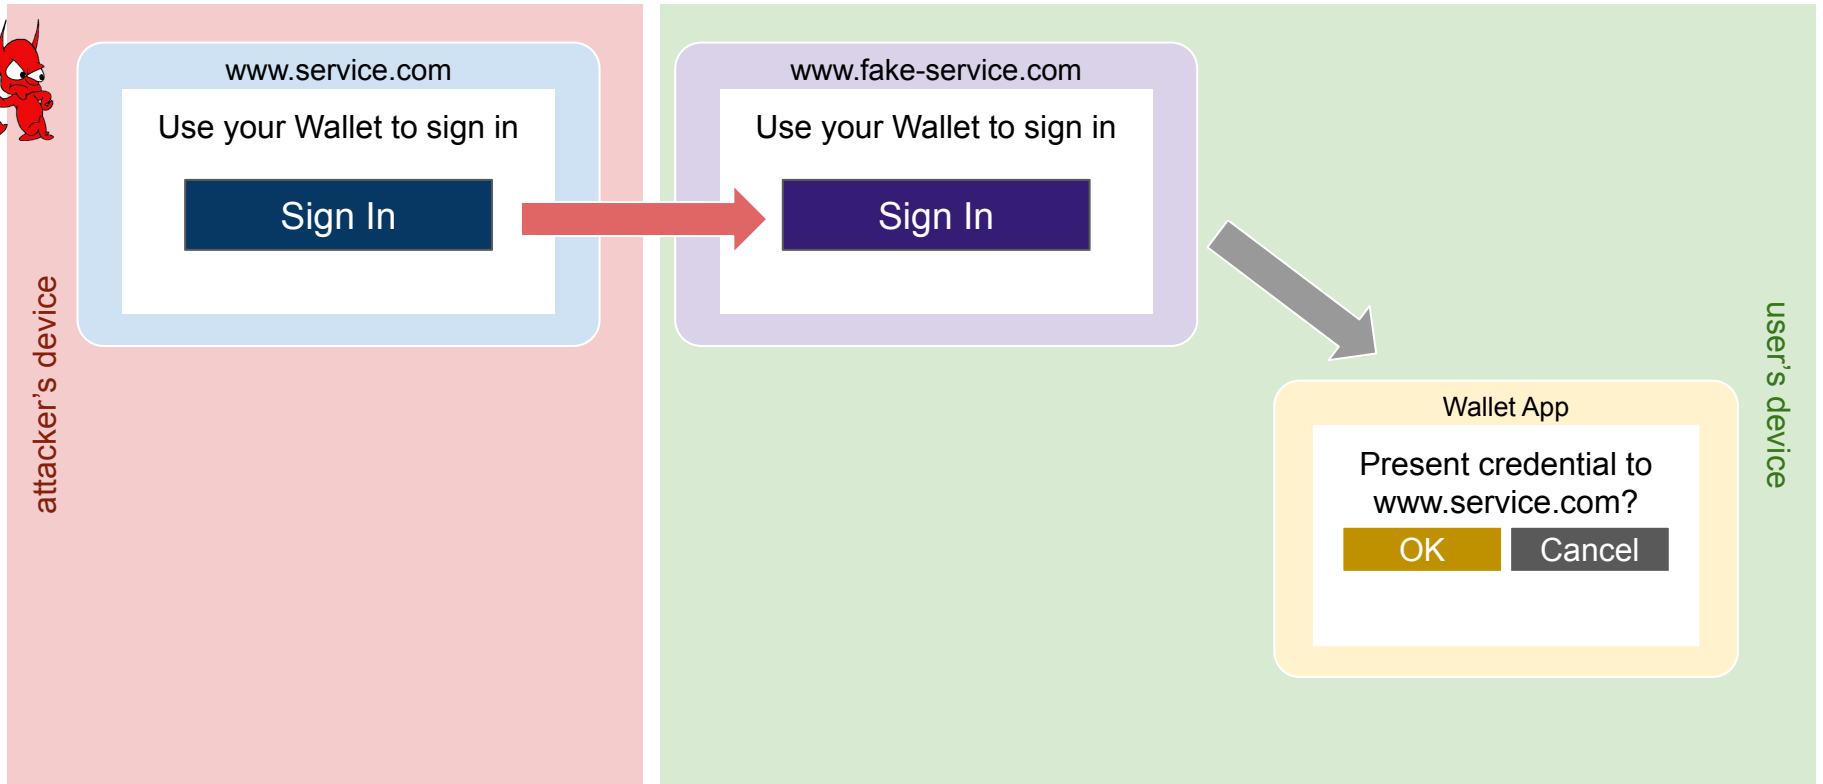 www.service.com
Use your Wallet to sign in
Sign In
attacker's device
www.fake-service.com
Use your Wallet to sign in
Sign In
Wallet App
Present credential to
www.service.com?
OK
Cancel
user's device